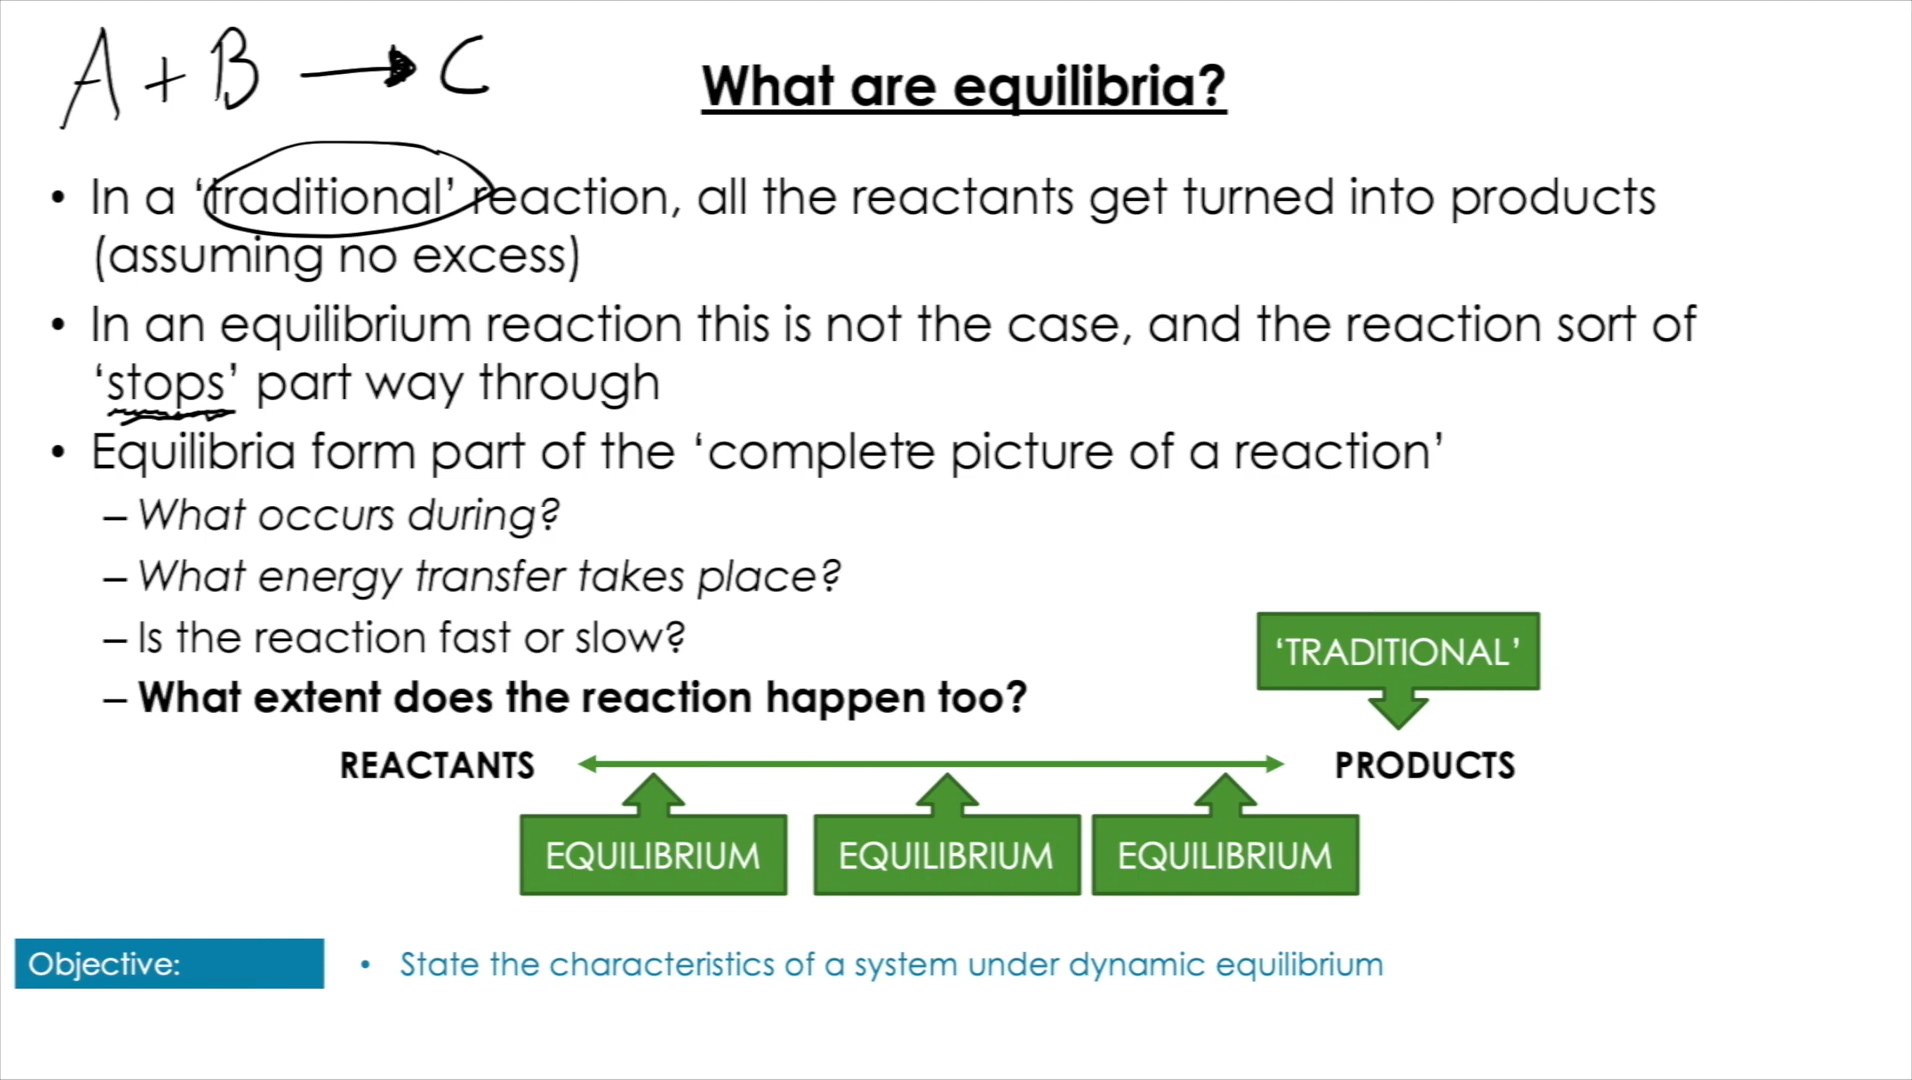 A + B → C
What are equilibria?
• In a ‘traditional’ reaction, all the reactants get turned into products
(assuming no excess)
• In an equilibrium reaction this is not the case, and the reaction sort of
‘stops’ part way through
• Equilibria form part of the ‘complete picture of a reaction’
– What occurs during?
– What energy transfer takes place?
– Is the reaction fast or slow?
– What extent does the reaction happen too?
‘TRADITIONAL’
REACTANTS PRODUCTS
EQUILIBRIUM EQUILIBRIUM EQUILIBRIUM
Objective: • State the characteristics of a system under dynamic equilibrium